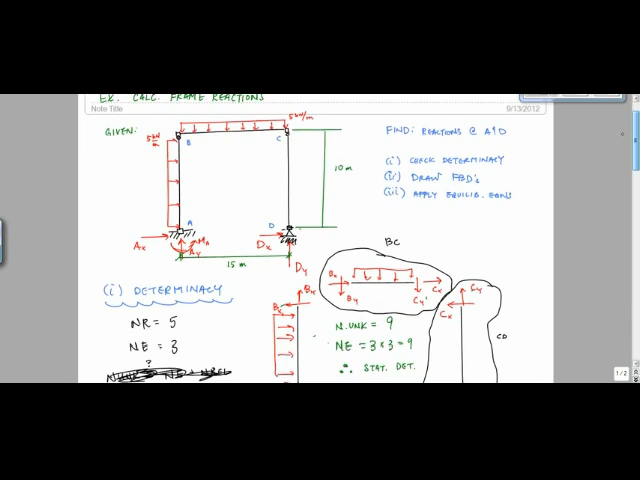 EX. CALC. FRAME REACTIONS
Note Title
9/13/2012
GIVEN:
5 kN/m
5 kN/m
B
C
10 m
A
D
Ax
MA
Ay
Dx
Dy
15 m
FIND: REACTIONS @ A & D
(i) CHECK DETERMINACY
(ii) DRAW FBD's
(iii) APPLY EQUILIB. EQNS
(i) DETERMINACY
NR = 5
NE = 3
?
BC
Bx
By
Cx
Cy
Bx
N.UNK = 9
NE = 3 x 3 = 9
∴ STAT. DET.
Cy
Cx
CD
1 / 2